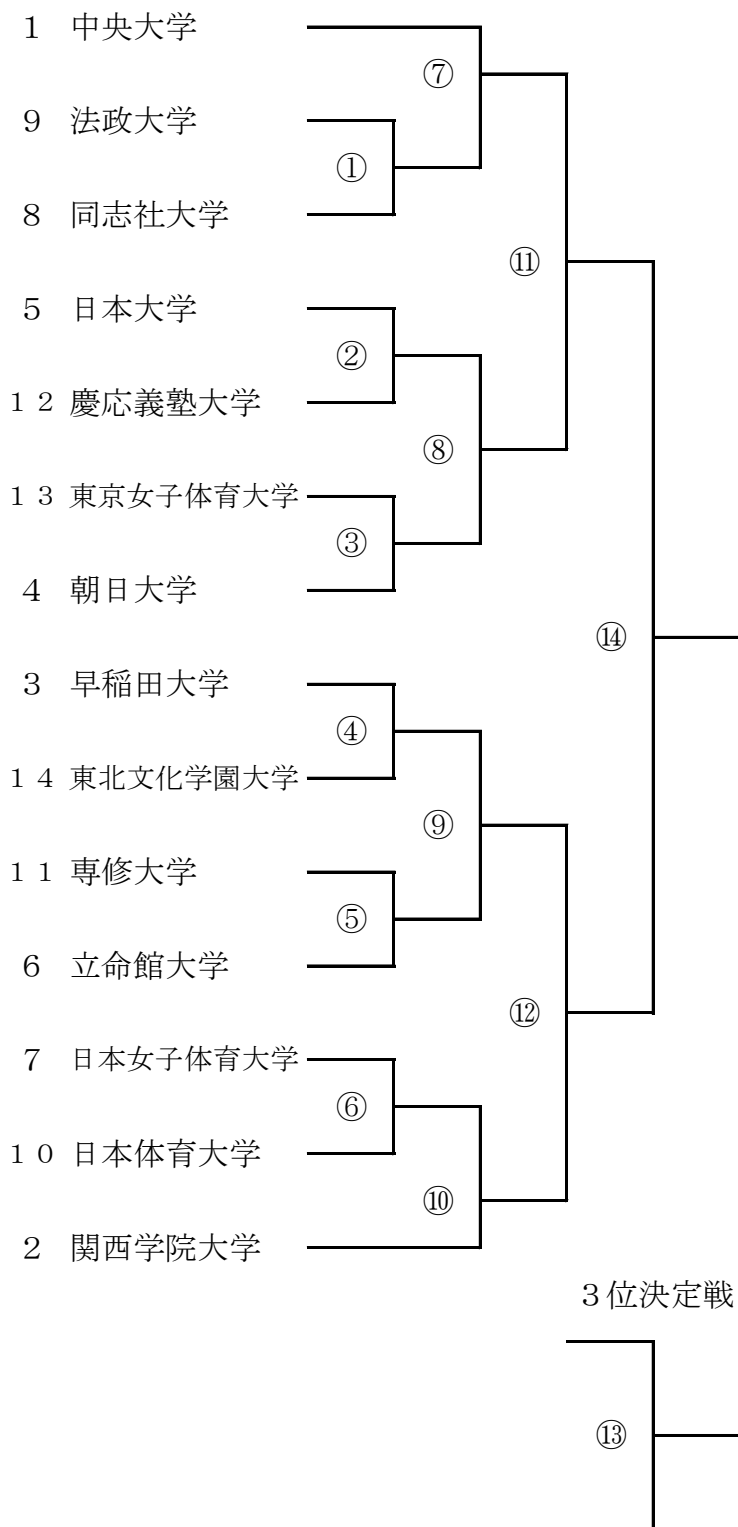 １ 中央大学
⑦
９ 法政大学
①
８ 同志社大学
⑪
５ 日本大学
②
１２ 慶応義塾大学
⑧
１３ 東京女子体育大学
③
４ 朝日大学
⑭
３ 早稲田大学
④
１４ 東北文化学園大学
⑨
１１ 専修大学
⑤
６ 立命館大学
⑫
７ 日本女子体育大学
⑥
１０ 日本体育大学
⑩
２ 関西学院大学
３位決定戦
⑬